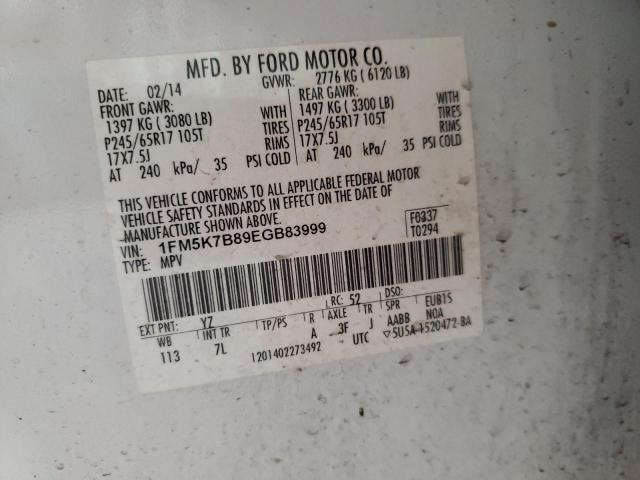 MFD. BY FORD MOTOR CO.
DATE: 02/14 GVWR: 2776 KG ( 6120 LB)
FRONT GAWR: REAR GAWR:
1397 KG ( 3080 LB) WITH 1497 KG ( 3300 LB) WITH
P245/65R17 105T TIRES P245/65R17 105T TIRES
17X7.5J RIMS 17X7.5J RIMS
AT 240 kPa/ 35 PSI COLD AT 240 kPa/ 35 PSI COLD
THIS VEHICLE CONFORMS TO ALL APPLICABLE FEDERAL MOTOR
VEHICLE SAFETY STANDARDS IN EFFECT ON THE DATE OF
MANUFACTURE SHOWN ABOVE.
VIN: 1FM5K7B89EGB83999 F0337
TYPE: MPV T0294
EXT PNT: YZ RC: 52 DSO:
WB INT TR TP/PS R AXLE TR SPR EUB15
113 7L A 3F J AABB NOA
1201402273492 UTC ▽5U5A-1520472-BA